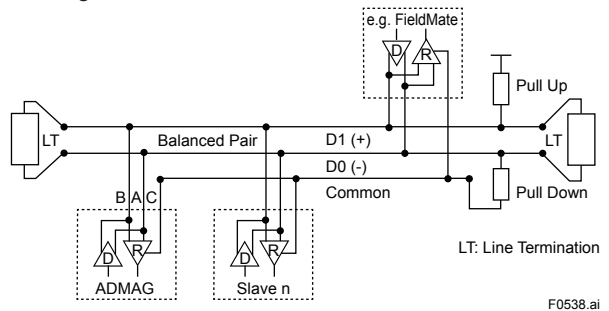 e.g. FieldMate
D
R
Pull Up
LT
Balanced Pair
D1 (+)
LT
D0 (-)
B A C
Common
Pull Down
D
R
D
R
LT: Line Termination
ADMAG
Slave n
F0538.ai